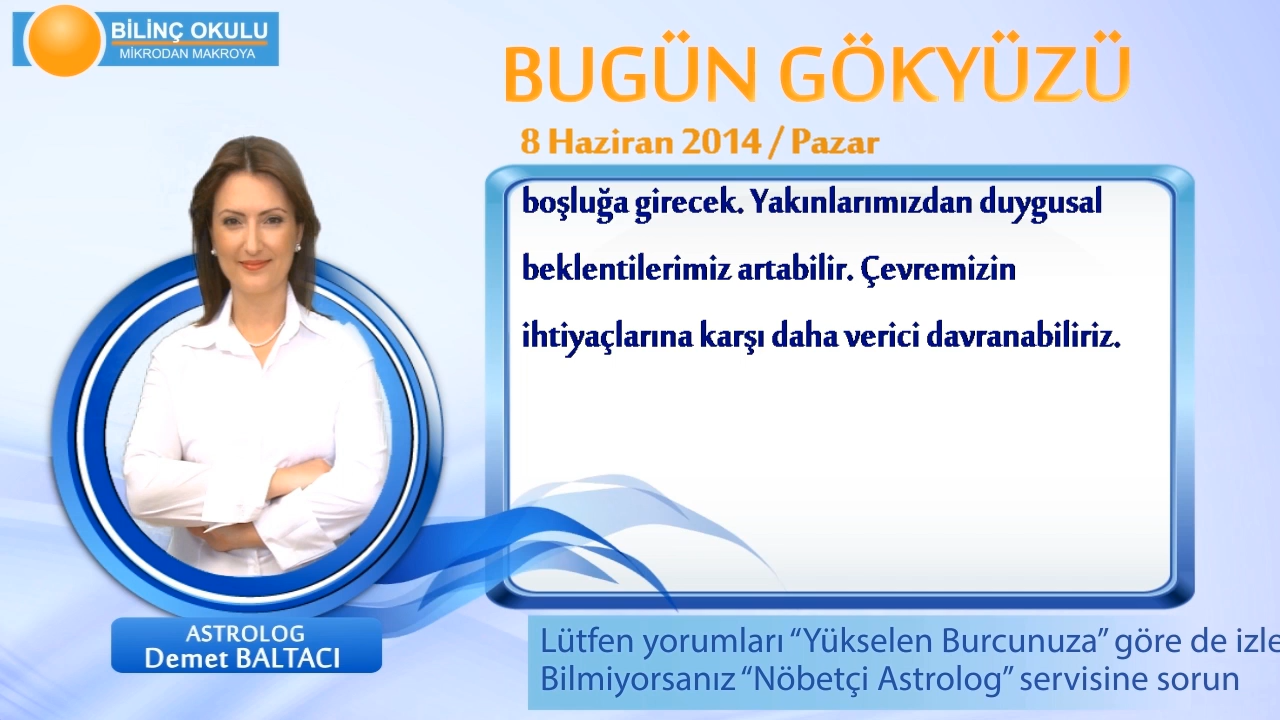 BİLİNÇ OKULU
MİKRODAN MAKROYA
BUGÜN GÖKYÜZÜ
8 Haziran 2014 / Pazar
boşluğa girecek. Yakınlarımızdan duygusal
beklentilerimiz artabilir. Çevremizin
ihtiyaçlarına karşı daha verici davranabiliriz.
ASTROLOG
Demet BALTACI
Lütfen yorumları “Yükselen Burcunuza” göre de izle
Bilmiyorsanız “Nöbetçi Astrolog” servisine sorun